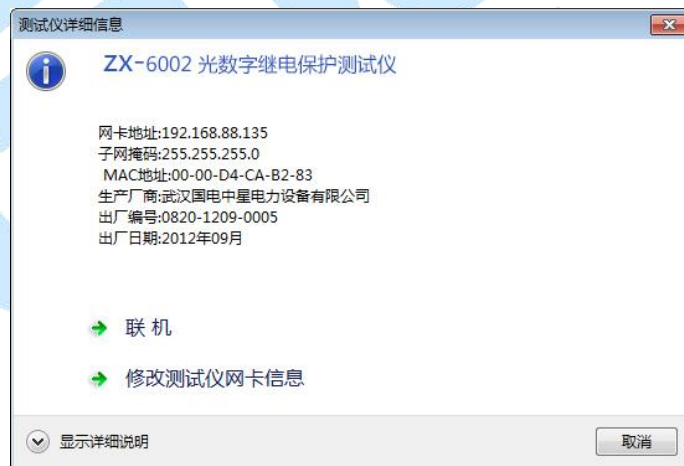 测试仪详细信息
ZX-6002 光数字继电保护测试仪
网卡地址:192.168.88.135
子网掩码:255.255.255.0
MAC地址:00-00-D4-CA-B2-83
生产厂商:武汉国电中星电力设备有限公司
出厂编号:0820-1209-0005
出厂日期:2012年09月
联 机
修改测试仪网卡信息
显示详细说明
取消